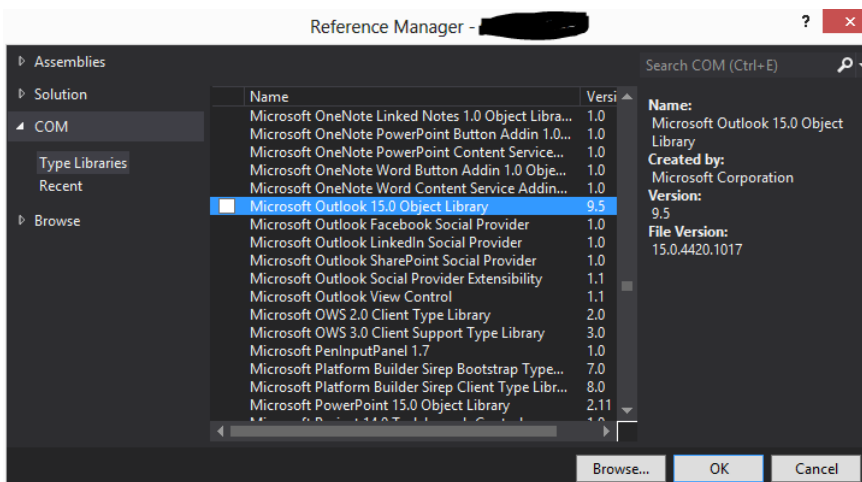 Reference Manager -
? ×
Assemblies
Solution
COM
Type Libraries
Recent
Browse
Name Versi
Microsoft OneNote Linked Notes 1.0 Object Libra... 1.0
Microsoft OneNote PowerPoint Button Addin 1.0... 1.0
Microsoft OneNote PowerPoint Content Service... 1.0
Microsoft OneNote Word Button Addin 1.0 Obje... 1.0
Microsoft OneNote Word Content Service Addin... 1.0
Microsoft Outlook 15.0 Object Library 9.5
Microsoft Outlook Facebook Social Provider 1.0
Microsoft Outlook LinkedIn Social Provider 1.0
Microsoft Outlook SharePoint Social Provider 1.0
Microsoft Outlook Social Provider Extensibility 1.1
Microsoft Outlook View Control 1.1
Microsoft OWS 2.0 Client Type Library 2.0
Microsoft OWS 3.0 Client Support Type Library 3.0
Microsoft PenInputPanel 1.7 1.0
Microsoft Platform Builder Sirep Bootstrap Type... 7.0
Microsoft Platform Builder Sirep Client Type Libr... 8.0
Microsoft PowerPoint 15.0 Object Library 2.11
Search COM (Ctrl+E)
Name:
Microsoft Outlook 15.0 Object
Library
Created by:
Microsoft Corporation
Version:
9.5
File Version:
15.0.4420.1017
Browse... OK Cancel